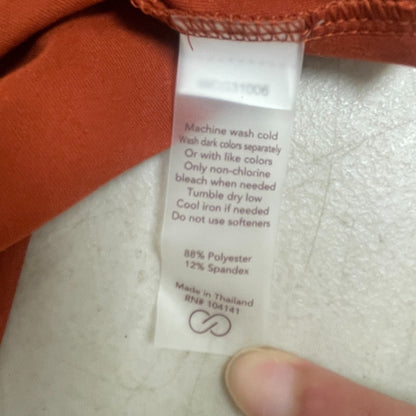 Machine wash cold
Wash dark colors separately
Or with like colors
Only non-chlorine
bleach when needed
Tumble dry low
Cool iron if needed
Do not use softeners
88% Polyester
12% Spandex
Made in Thailand
RN# 104141